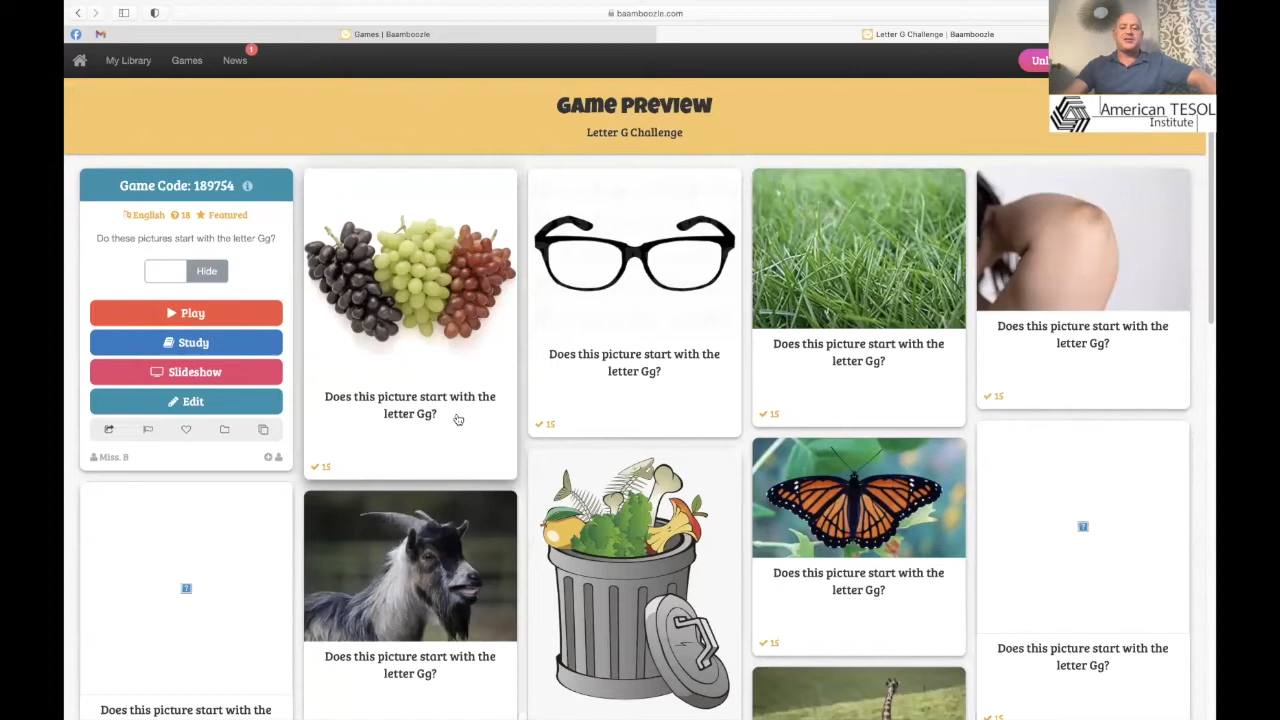 baamboozle.com
Games | Baamboozle
Letter G Challenge | Baamboozle
My Library
Games
News
1
Unl
American TESOL
Institute
Game Preview
Letter G Challenge
Game Code: 189754
English
18
Featured
Do these pictures start with the letter Gg?
Hide
Play
Study
Slideshow
Edit
Miss. B
Does this picture start with the
letter Gg?
15
Does this picture start with the
letter Gg?
15
Does this picture start with the
letter Gg?
15
Does this picture start with the
letter Gg?
15
Does this picture start with the
Does this picture start with the
letter Gg?
Does this picture start with the
letter Gg?
15
Does this picture start with the
letter Gg?
15